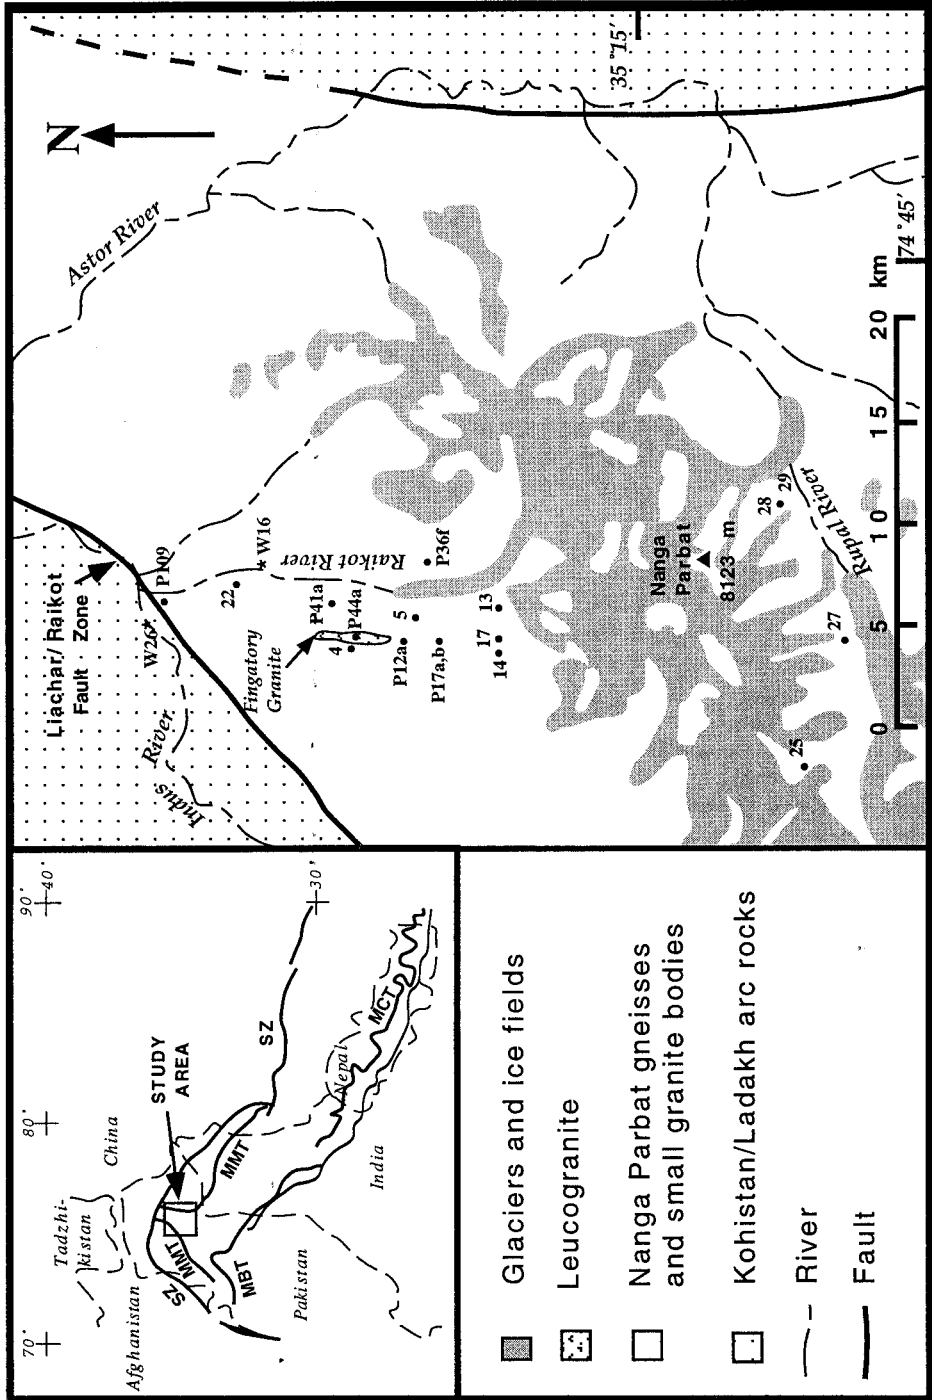 70°
80°
90°
40°
30'
Tadzhi-
kistan
China
Afghanistan
STUDY
AREA
SZ
MMT
MMT
SZ
MBT
MCT
Nepal
Pakistan
India
Glaciers and ice fields
Leucogranite
Nanga Parbat gneisses
and small granite bodies
Kohistan/Ladakh arc rocks
River
Fault
N
Liachar/Raikot
Fault Zone
Astor River
Indus
River
W26
P109
22
W16
Raikot River
Fingatory
Granite
P41a
4
P44a
P12a
5
P36f
P17a,b
17
13
14
Nanga
Parbat
8123 m
28
29
Rupal River
27
25
0
5
10
15
20
km
35°15'
74°45'